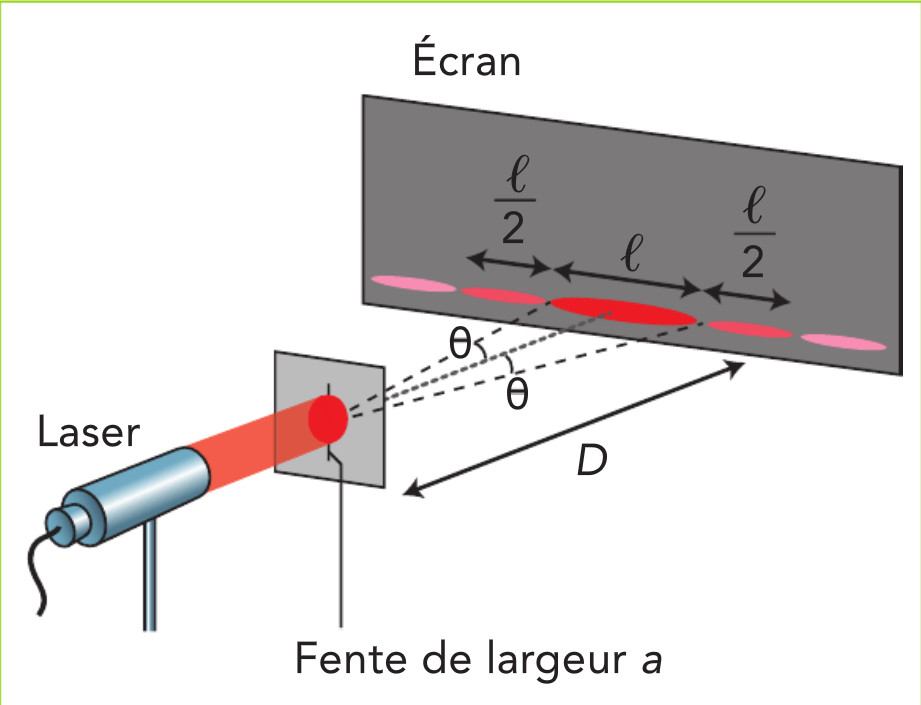 Écran
ℓ/2
ℓ
ℓ/2
θ
θ
Laser
D
Fente de largeur a